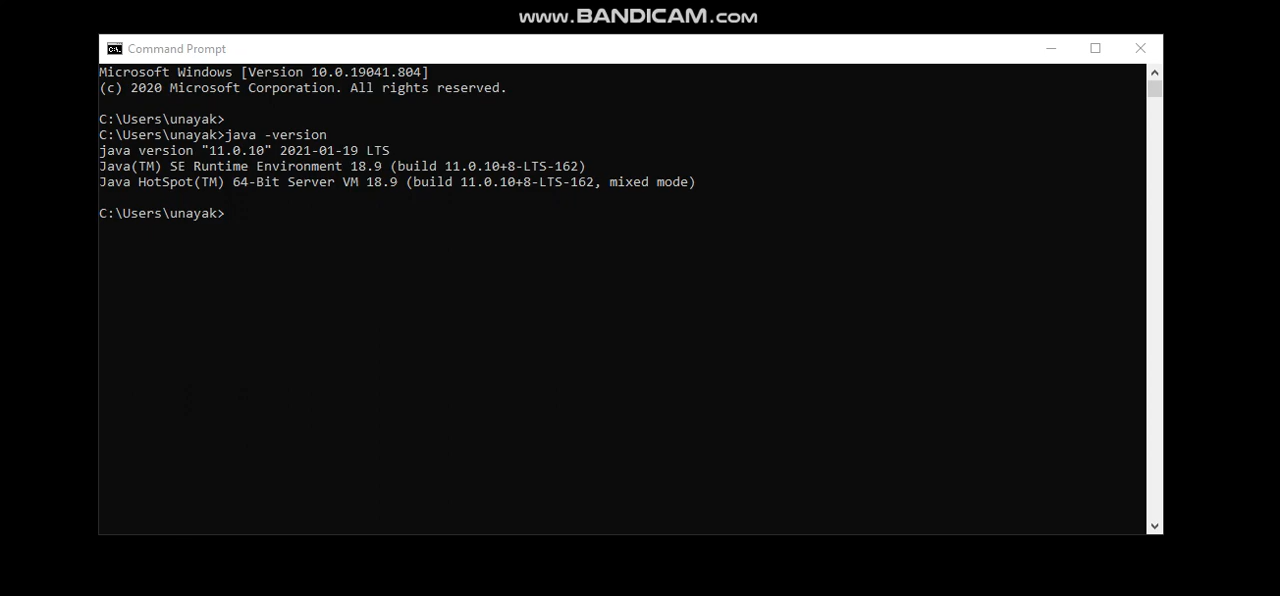 www.BANDICAM.com
Command Prompt
Microsoft Windows [Version 10.0.19041.804]
(c) 2020 Microsoft Corporation. All rights reserved.
C:\Users\unayak>
C:\Users\unayak>java -version
java version "11.0.10" 2021-01-19 LTS
Java(TM) SE Runtime Environment 18.9 (build 11.0.10+8-LTS-162)
Java HotSpot(TM) 64-Bit Server VM 18.9 (build 11.0.10+8-LTS-162, mixed mode)
C:\Users\unayak>